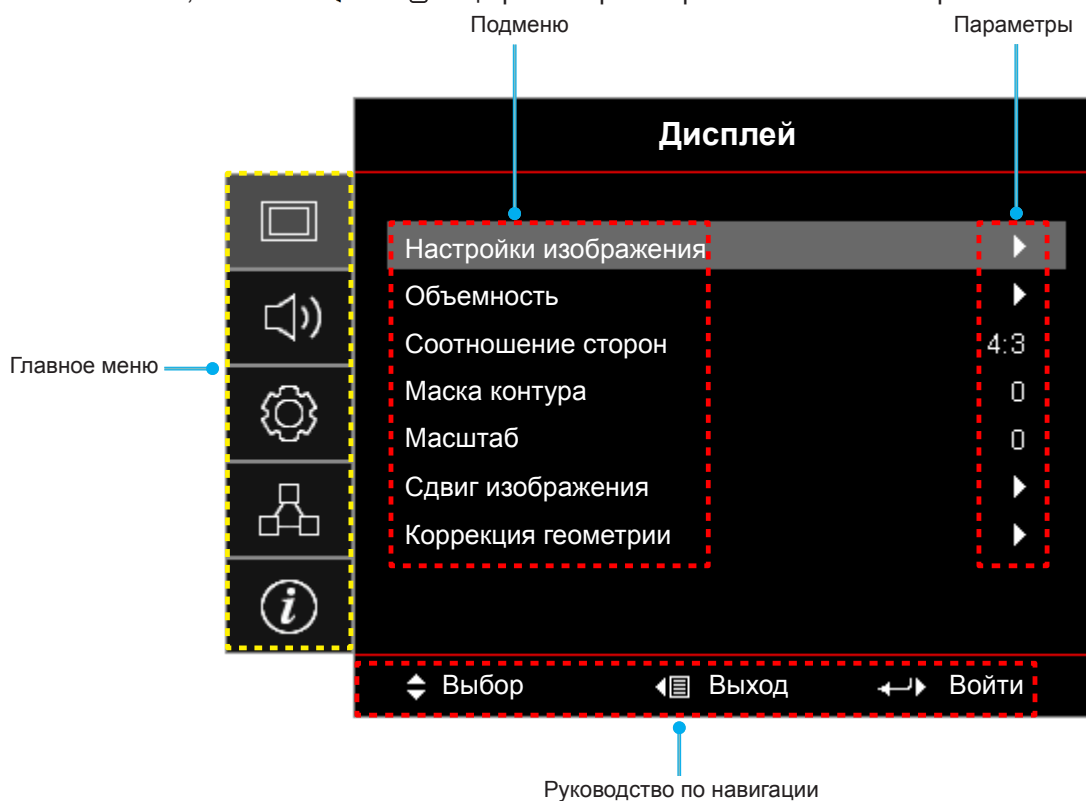 Подменю
Параметры
Дисплей
Настройки изображения
Объемность
Соотношение сторон 4:3
Главное меню
Маска контура 0
Масштаб 0
Сдвиг изображения
Коррекция геометрии
Выбор Выход Войти
Руководство по навигации